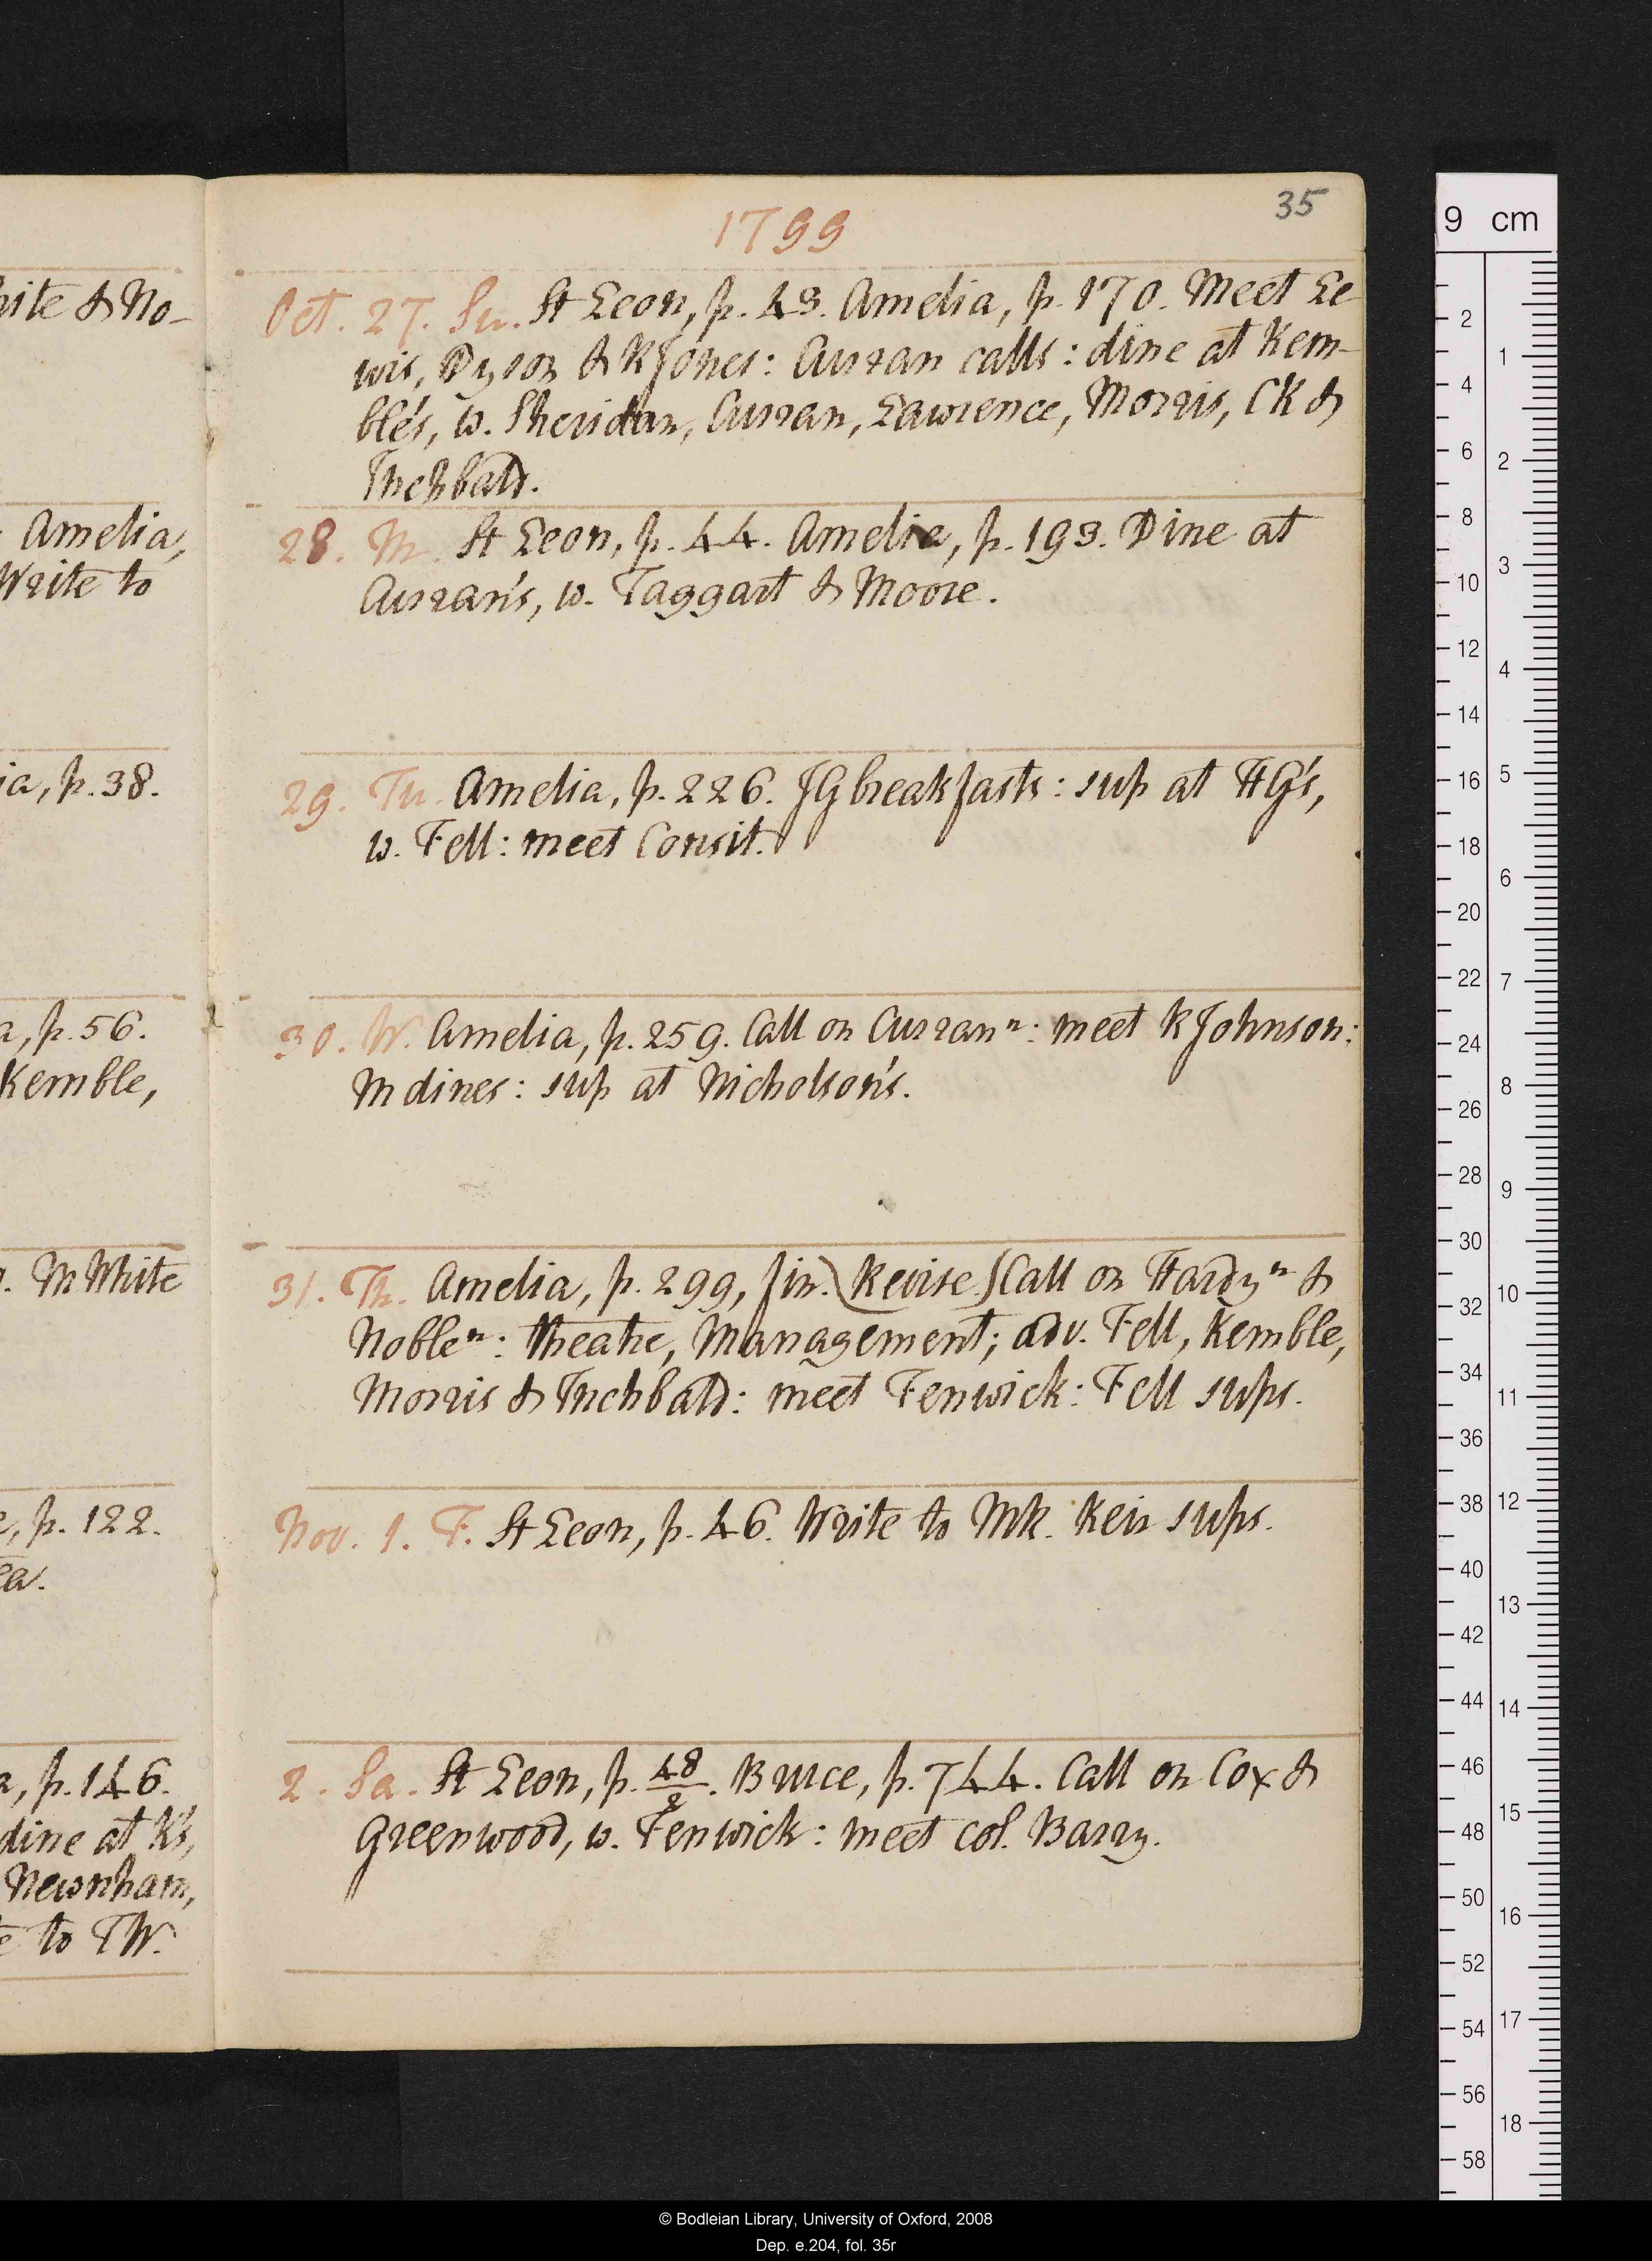 35
1799
Oct. 27. Su. St Leon, p. 43. Amelia, p. 170. Meet Le-
wis, Dyson & R Jones: Curran calls: dine at Kem-
ble's, w. Sheridan, Curran, Lawrence, Morris, CK &
Inchbald.
28. M. St Leon, p. 44. Amelia, p. 193. Dine at
Curran's, w. Taggart & Moore.
29. Tu. Amelia, p. 226. JG breakfasts: sup at HG's,
w. Fell: meet Consit.
30. W. Amelia, p. 259. Call on Curran ⁿ: meet R Johnson:
M dines: sup at Nicholson's.
31. Th. Amelia, p. 299, fin. (Revise.) Call on Hardy ⁿ &
Noble ⁿ: theatre, Management; adv. Fell, Kemble,
Morris & Inchbald: meet Fenwick: Fell sups.
Nov. 1. F. St Leon, p. 46. Write to MR. Keir sups.
2. Sa. St Leon, p. 48/2. Bruce, p. 744. Call on Cox &
Greenwood, w. Fenwick: meet col. Barry.
hite & No-
Amelia,
Write to
ia, p. 38.
a, p. 56.
Kemble,
. M White
, p. 122.
a, p. 146.
dine at K's,
Newnham,
to TW.
9 cm
2
4
6
8
10
12
14
16
18
20
22
24
26
28
30
32
34
36
38
40
42
44
46
48
50
52
54
56
58
1
2
3
4
5
6
7
8
9
10
11
12
13
14
15
16
17
18
© Bodleian Library, University of Oxford, 2008
Dep. e.204, fol. 35r